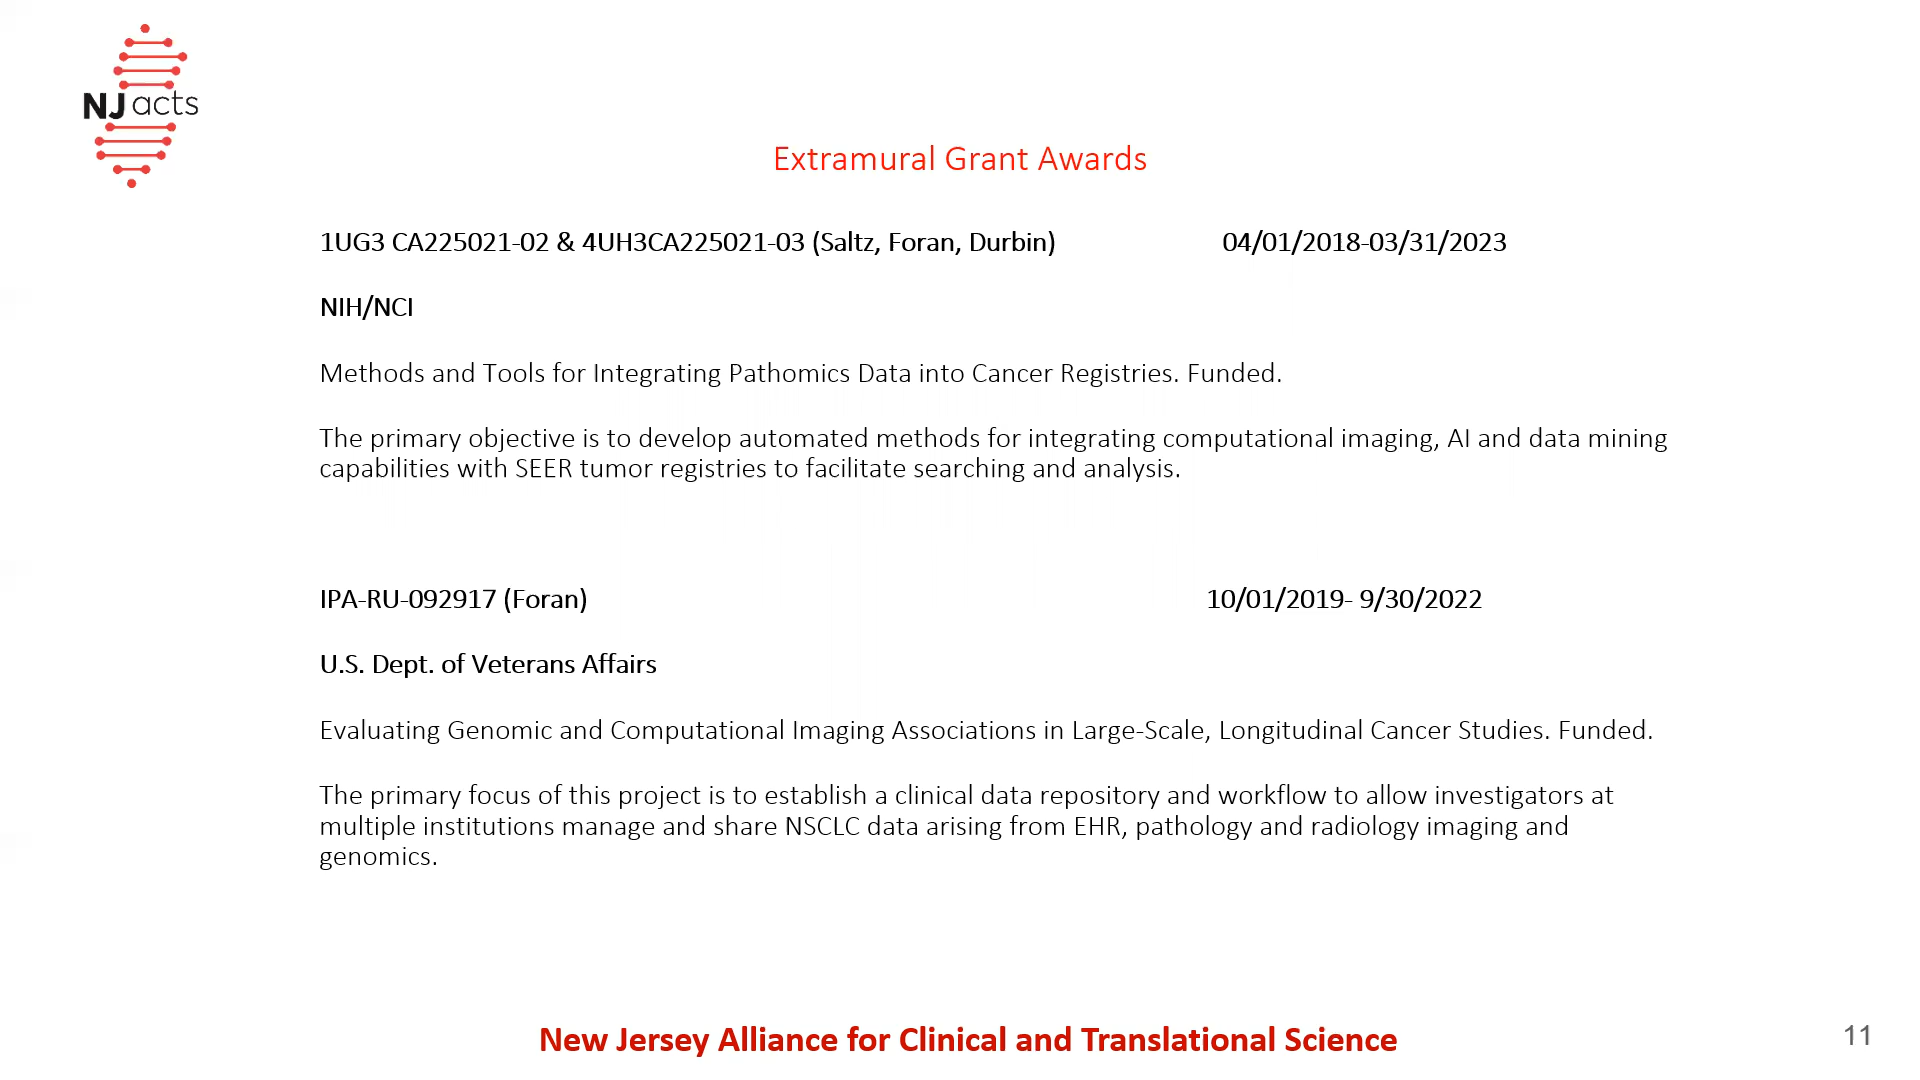 NJ acts
Extramural Grant Awards
1UG3 CA225021-02 & 4UH3CA225021-03 (Saltz, Foran, Durbin) 04/01/2018-03/31/2023
NIH/NCI
Methods and Tools for Integrating Pathomics Data into Cancer Registries. Funded.
The primary objective is to develop automated methods for integrating computational imaging, AI and data mining
capabilities with SEER tumor registries to facilitate searching and analysis.
IPA-RU-092917 (Foran) 10/01/2019- 9/30/2022
U.S. Dept. of Veterans Affairs
Evaluating Genomic and Computational Imaging Associations in Large-Scale, Longitudinal Cancer Studies. Funded.
The primary focus of this project is to establish a clinical data repository and workflow to allow investigators at
multiple institutions manage and share NSCLC data arising from EHR, pathology and radiology imaging and
genomics.
New Jersey Alliance for Clinical and Translational Science
11